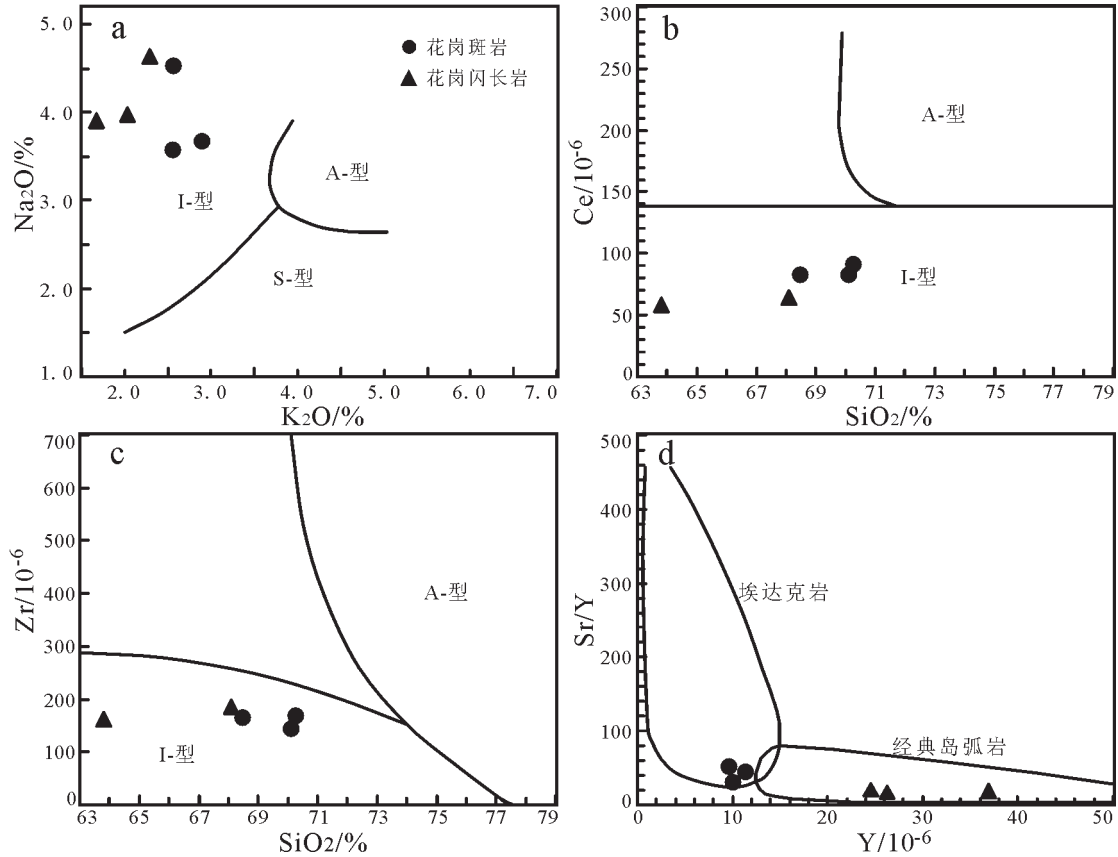 a
5.0
4.0
3.0
2.0
1.0
Na2O/%
花岗斑岩
花岗闪长岩
A-型
I-型
S-型
2.0 3.0 4.0 5.0 6.0 7.0
K2O/%
b
300
250
200
150
100
50
0
Ce/10-6
A-型
I-型
63 65 67 69 71 73 75 77 79
SiO2/%
c
700
600
500
400
300
200
100
0
Zr/10-6
A-型
I-型
63 65 67 69 71 73 75 77 79
SiO2/%
d
500
400
300
200
100
0
Sr/Y
埃达克岩
经典岛弧岩
0 10 20 30 40 50
Y/10-6